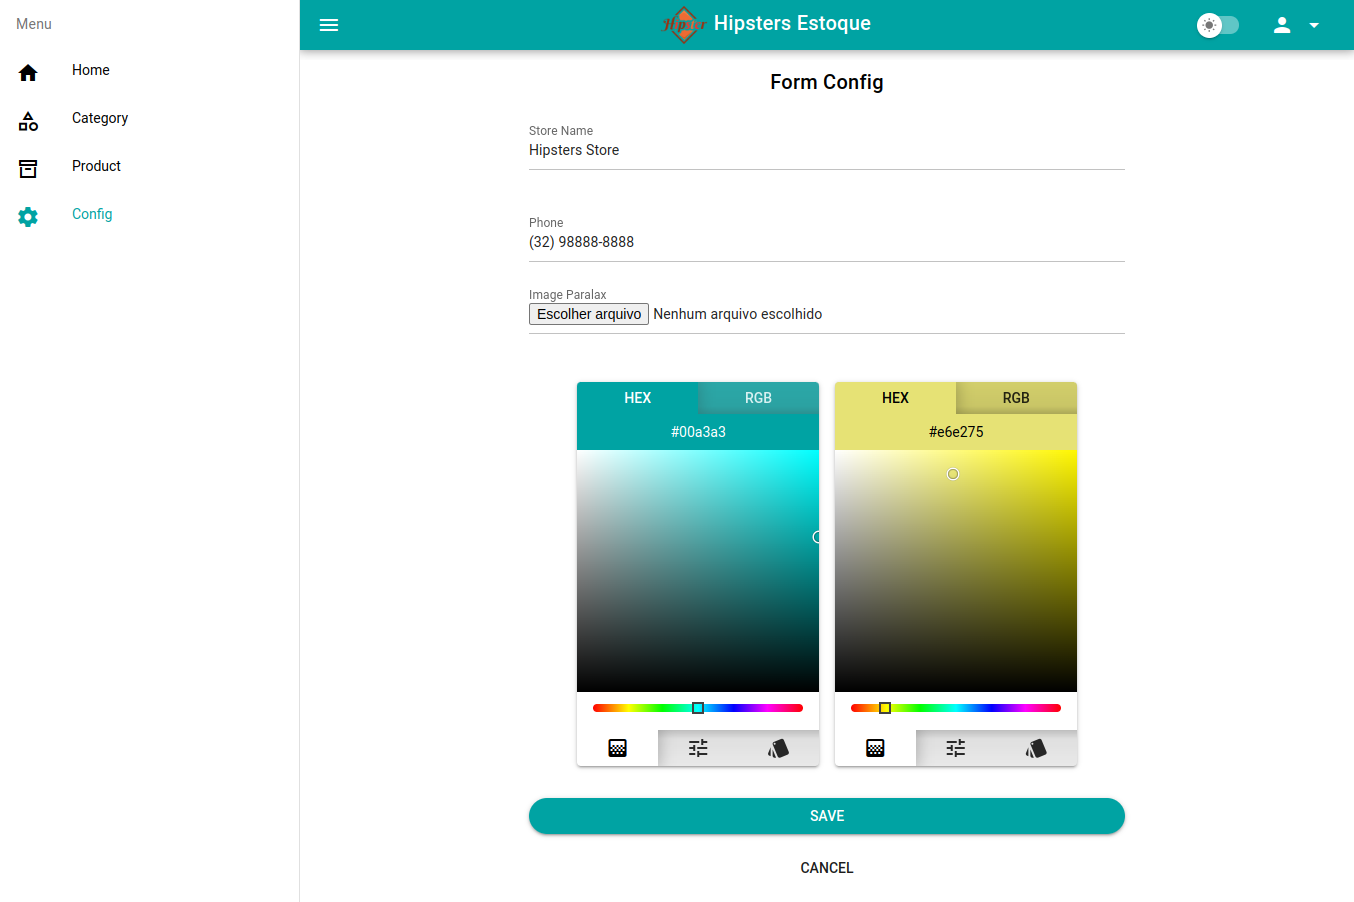 Menu
Home
Category
Product
Config
Hipster
Hipsters Estoque
Form Config
Store Name
Hipsters Store
Phone
(32) 98888-8888
Image Paralax
Escolher arquivo Nenhum arquivo escolhido
HEX RGB
#00a3a3
HEX RGB
#e6e275
SAVE
CANCEL